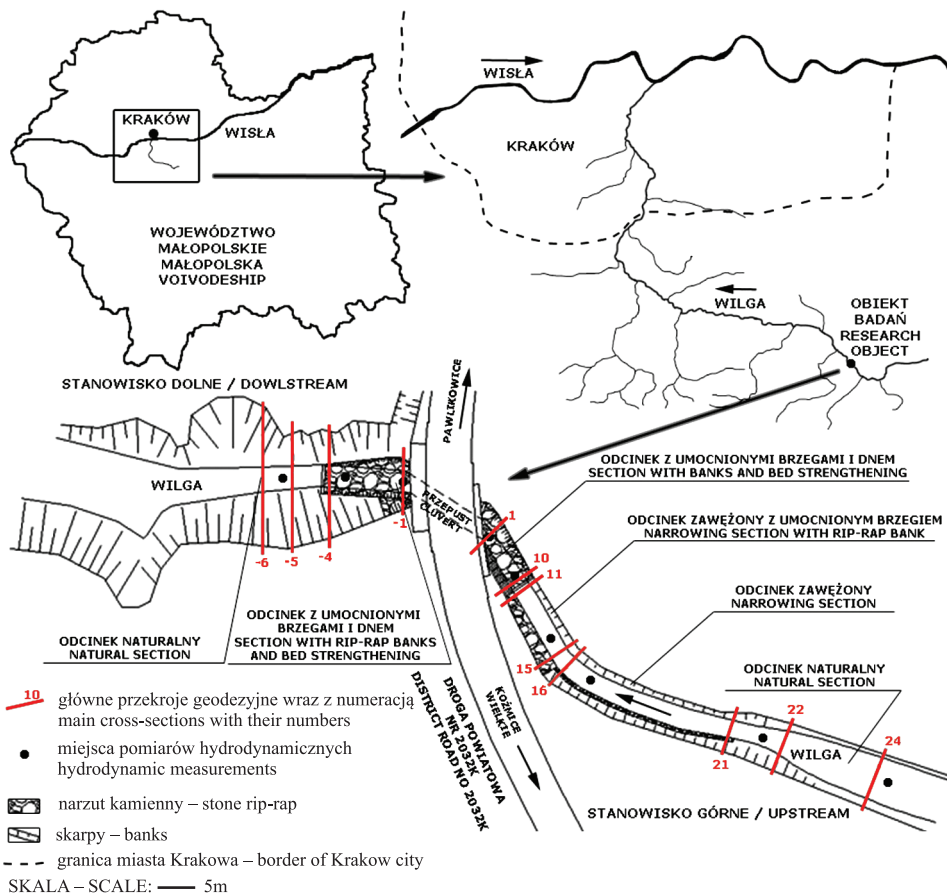 KRAKÓW
WISŁA
WOJEWÓDZTWO
MAŁOPOLSKIE
MAŁOPOLSKA
VOIVODESHIP
WISŁA
KRAKÓW
WILGA
OBIEKT
BADAŃ
RESEARCH
OBJECT
STANOWISKO DOLNE / DOWLSTREAM
PAWLIKOWICE
WILGA
PRZEPUST
CLUVERT
-6
-5
-4
-1
1
10
11
15
16
21
22
24
ODCINEK Z UMOCNIONYMI BRZEGAMI I DNEM
SECTION WITH BANKS AND BED STRENGTHENING
ODCINEK ZAWĘŻONY Z UMOCNIONYM BRZEGIEM
NARROWING SECTION WITH RIP-RAP BANK
ODCINEK ZAWĘŻONY
NARROWING SECTION
ODCINEK NATURALNY
NATURAL SECTION
WILGA
STANOWISKO GÓRNE / UPSTREAM
ODCINEK NATURALNY
NATURAL SECTION
ODCINEK Z UMOCNIONYMI
BRZEGAMI I DNEM
SECTION WITH RIP-RAP BANKS
AND BED STRENGTHENING
KOŹMICE
WIELKIE
DROGA POWIATOWA
NR 2032K
DISTRICT ROAD NO 2032K
10 główne przekroje geodezyjne wraz z numeracją
main cross-sections with their numbers
miejsca pomiarów hydrodynamicznych
hydrodynamic measurements
narzut kamienny – stone rip-rap
skarpy – banks
granica miasta Krakowa – border of Krakow city
SKALA – SCALE: 5m